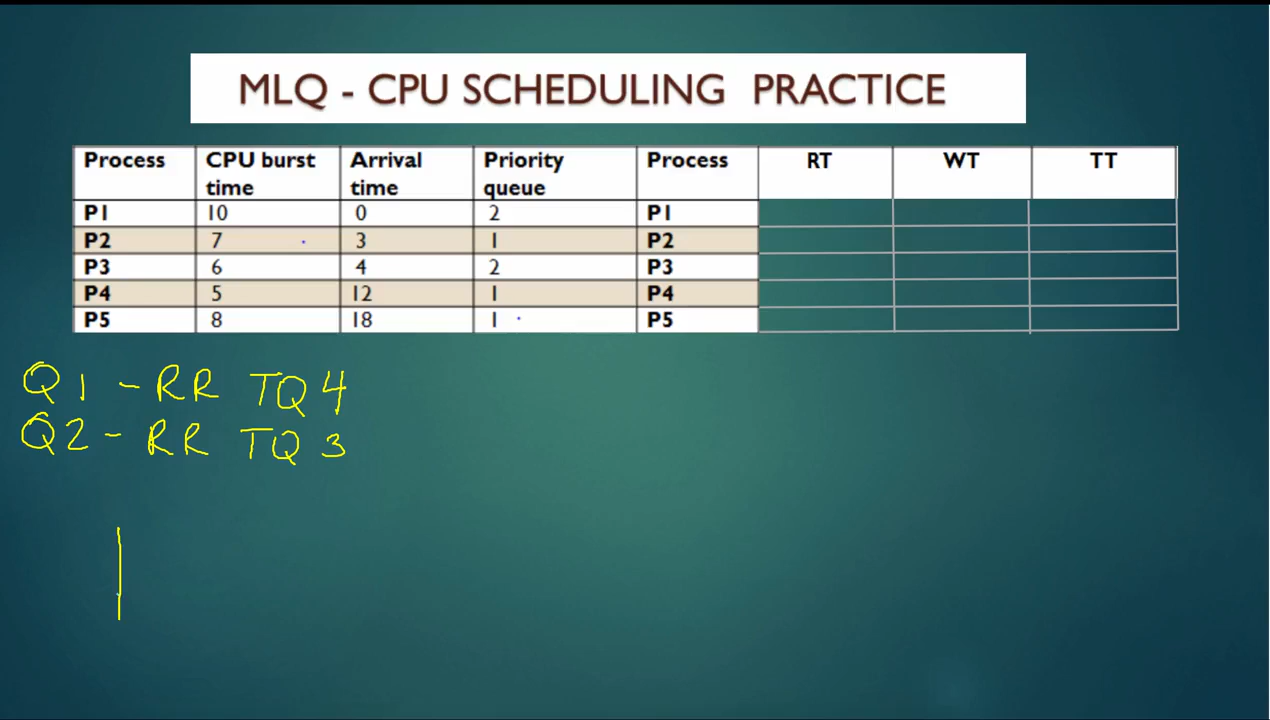 MLQ - CPU SCHEDULING PRACTICE
Process CPU burst time Arrival time Priority queue Process RT WT TT
P1 10 0 2 P1
P2 7 3 1 P2
P3 6 4 2 P3
P4 5 12 1 P4
P5 8 18 1 P5
Q1 - RR TQ 4
Q2 - RR TQ 3